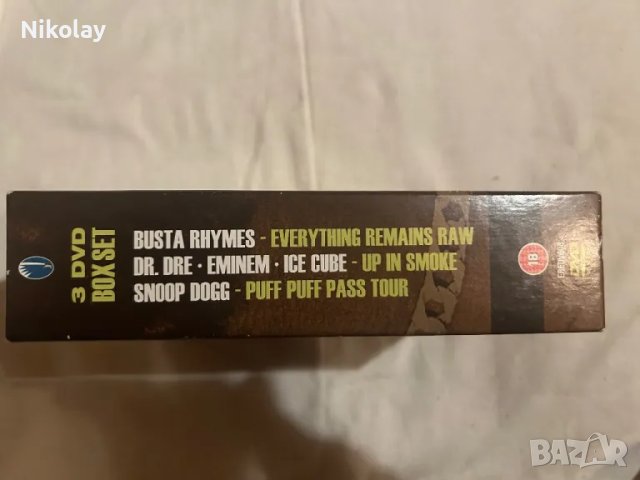 Nikolay
3 DVD
BOX SET
BUSTA RHYMES - EVERYTHING REMAINS RAW
DR. DRE · EMINEM · ICE CUBE - UP IN SMOKE
SNOOP DOGG - PUFF PUFF PASS TOUR
18
BAZAR